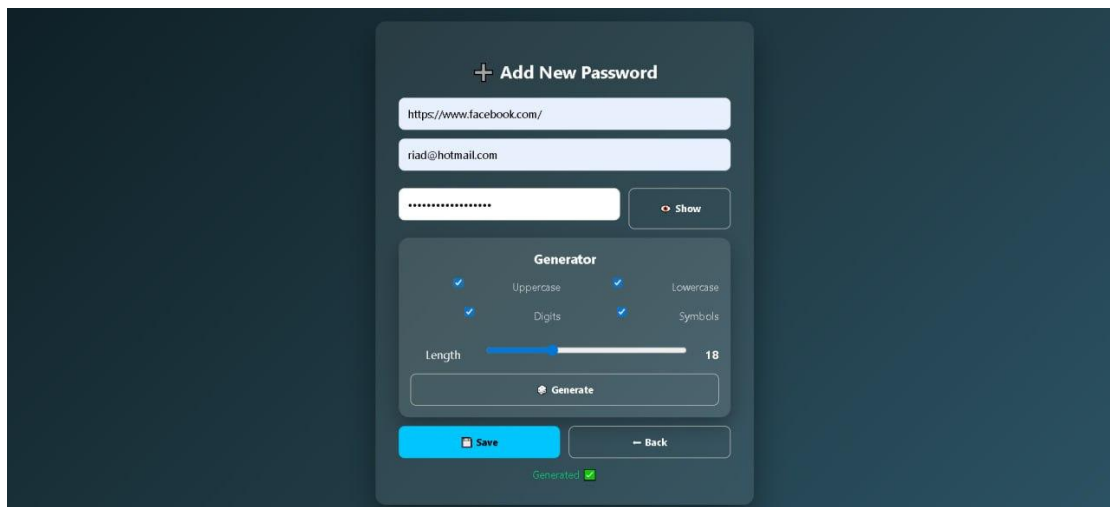 ➕ Add New Password
https://www.facebook.com/
riad@hotmail.com
••••••••••••••••••
👁 Show
Generator
Uppercase
Lowercase
Digits
Symbols
Length 18
🎲 Generate
💾 Save
← Back
Generated ✅